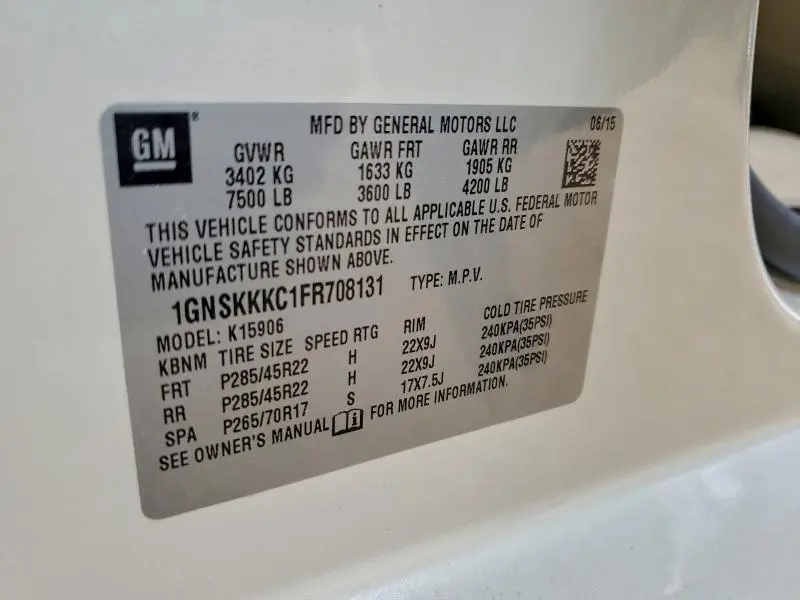 GM® MFD BY GENERAL MOTORS LLC 06/15
GVWR GAWR FRT GAWR RR
3402 KG 1633 KG 1905 KG
7500 LB 3600 LB 4200 LB
THIS VEHICLE CONFORMS TO ALL APPLICABLE U.S. FEDERAL MOTOR
VEHICLE SAFETY STANDARDS IN EFFECT ON THE DATE OF
MANUFACTURE SHOWN ABOVE.
1GNSKKKC1FR708131 TYPE: M.P.V.
MODEL: K15906
KBNM TIRE SIZE SPEED RTG RIM COLD TIRE PRESSURE
FRT P285/45R22 H 22X9J 240KPA(35PSI)
RR P285/45R22 H 22X9J 240KPA(35PSI)
SPA P265/70R17 S 17X7.5J 240KPA(35PSI)
SEE OWNER'S MANUAL FOR MORE INFORMATION.